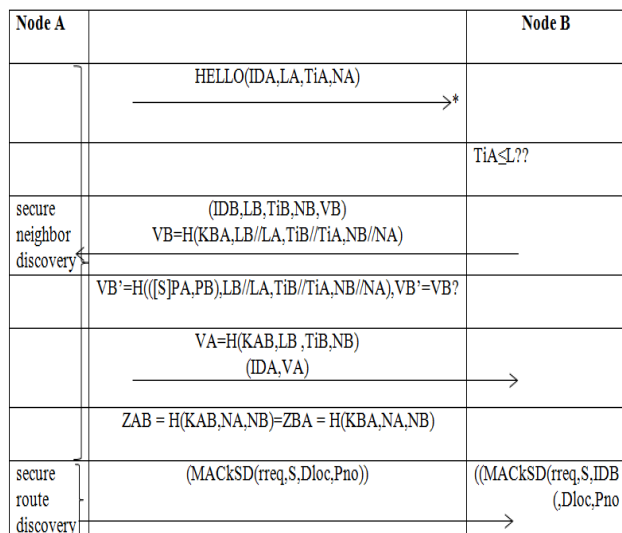 Node A Node B
HELLO(IDA,LA,TiA,NA)
*
TiA≤L??
secure
neighbor
discovery
(IDB,LB,TiB,NB,VB)
VB=H(KBA,LB//LA,TiB//TiA,NB//NA)
VB’=H(([S]PA,PB),LB//LA,TiB//TiA,NB//NA),VB’=VB?
VA=H(KAB,LB ,TiB,NB)
(IDA,VA)
ZAB = H(KAB,NA,NB)=ZBA = H(KBA,NA,NB)
secure
route
discovery
(MACkSD(rreq,S,Dloc,Pno))
((MACkSD(rreq,S,IDB
(,Dloc,Pno